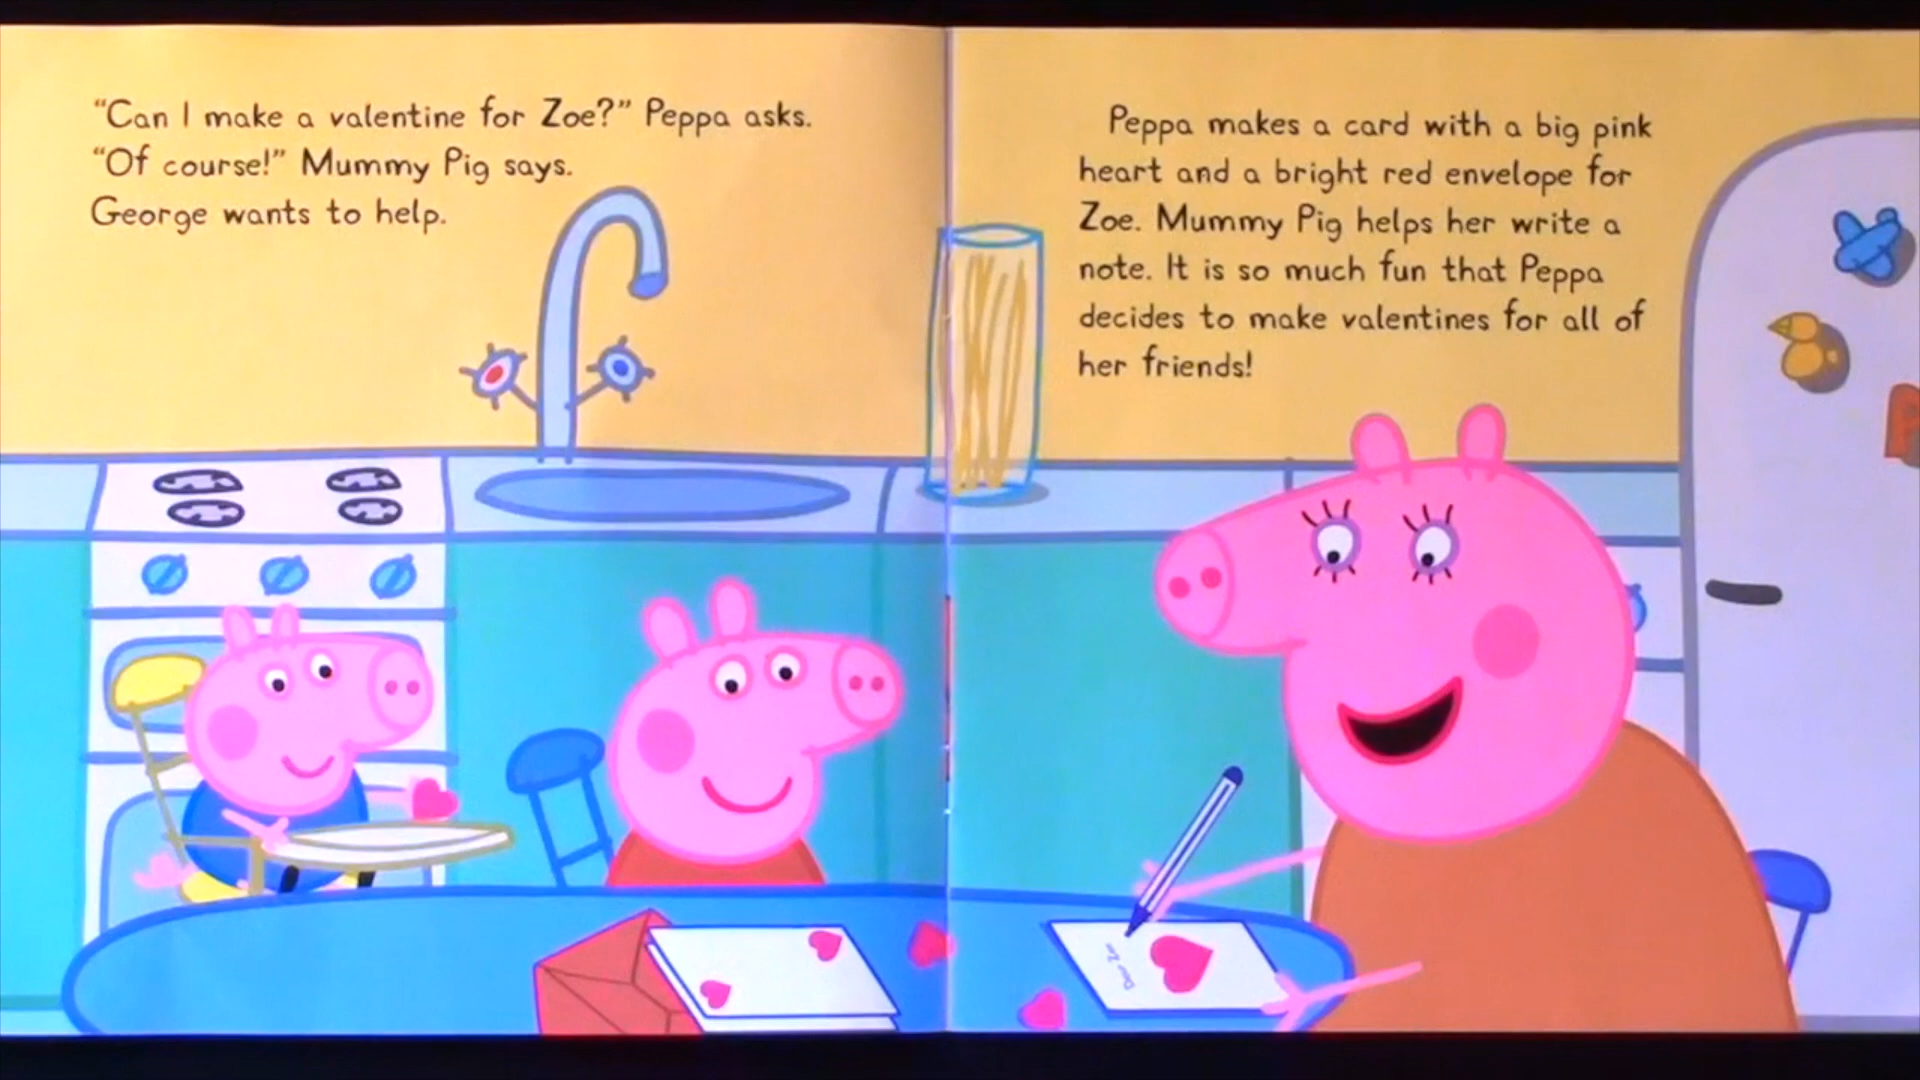 “Can I make a valentine for Zoe?” Peppa asks.
“Of course!” Mummy Pig says.
George wants to help.
Peppa makes a card with a big pink
heart and a bright red envelope for
Zoe. Mummy Pig helps her write a
note. It is so much fun that Peppa
decides to make valentines for all of
her friends!
Dear Zoe